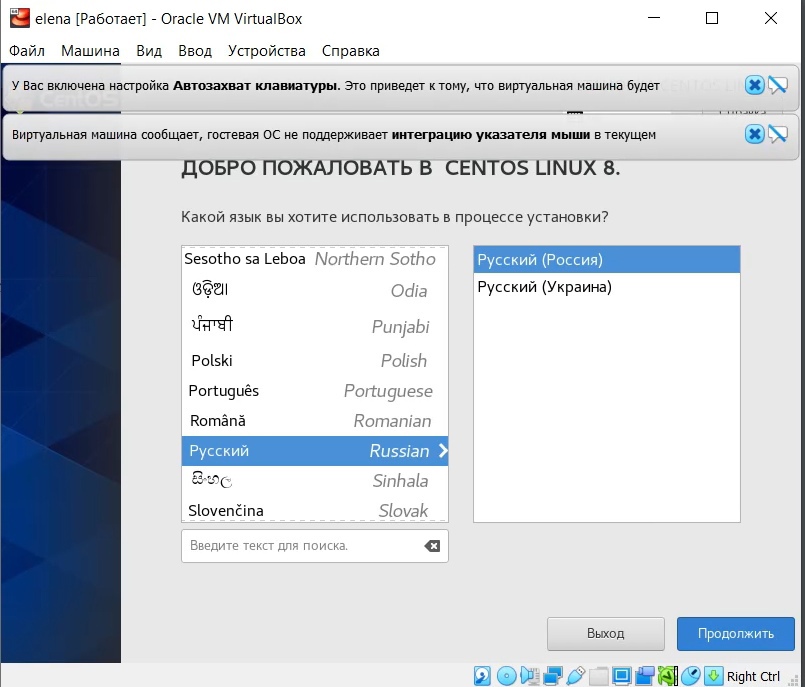 elena [Работает] - Oracle VM VirtualBox
Файл Машина Вид Ввод Устройства Справка
У Вас включена настройка Автозахват клавиатуры. Это приведет к тому, что виртуальная машина будет
Виртуальная машина сообщает, гостевая ОС не поддерживает интеграцию указателя мыши в текущем
ДОБРО ПОЖАЛОВАТЬ В CENTOS LINUX 8.
Какой язык вы хотите использовать в процессе установки?
Sesotho sa Leboa Northern Sotho
ଓଡ଼ିଆ Odia
ਪੰਜਾਬੀ Punjabi
Polski Polish
Português Portuguese
Română Romanian
Русский Russian
සිංහල Sinhala
Slovenčina Slovak
Русский (Россия)
Русский (Украина)
Введите текст для поиска.
Выход Продолжить
Right Ctrl